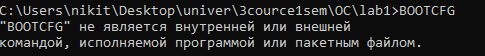 C:\Users\nikit\Desktop\univer\3cource1sem\OC\lab1>BOOTCFG
"BOOTCFG" не является внутренней или внешней
командой, исполняемой программой или пакетным файлом.